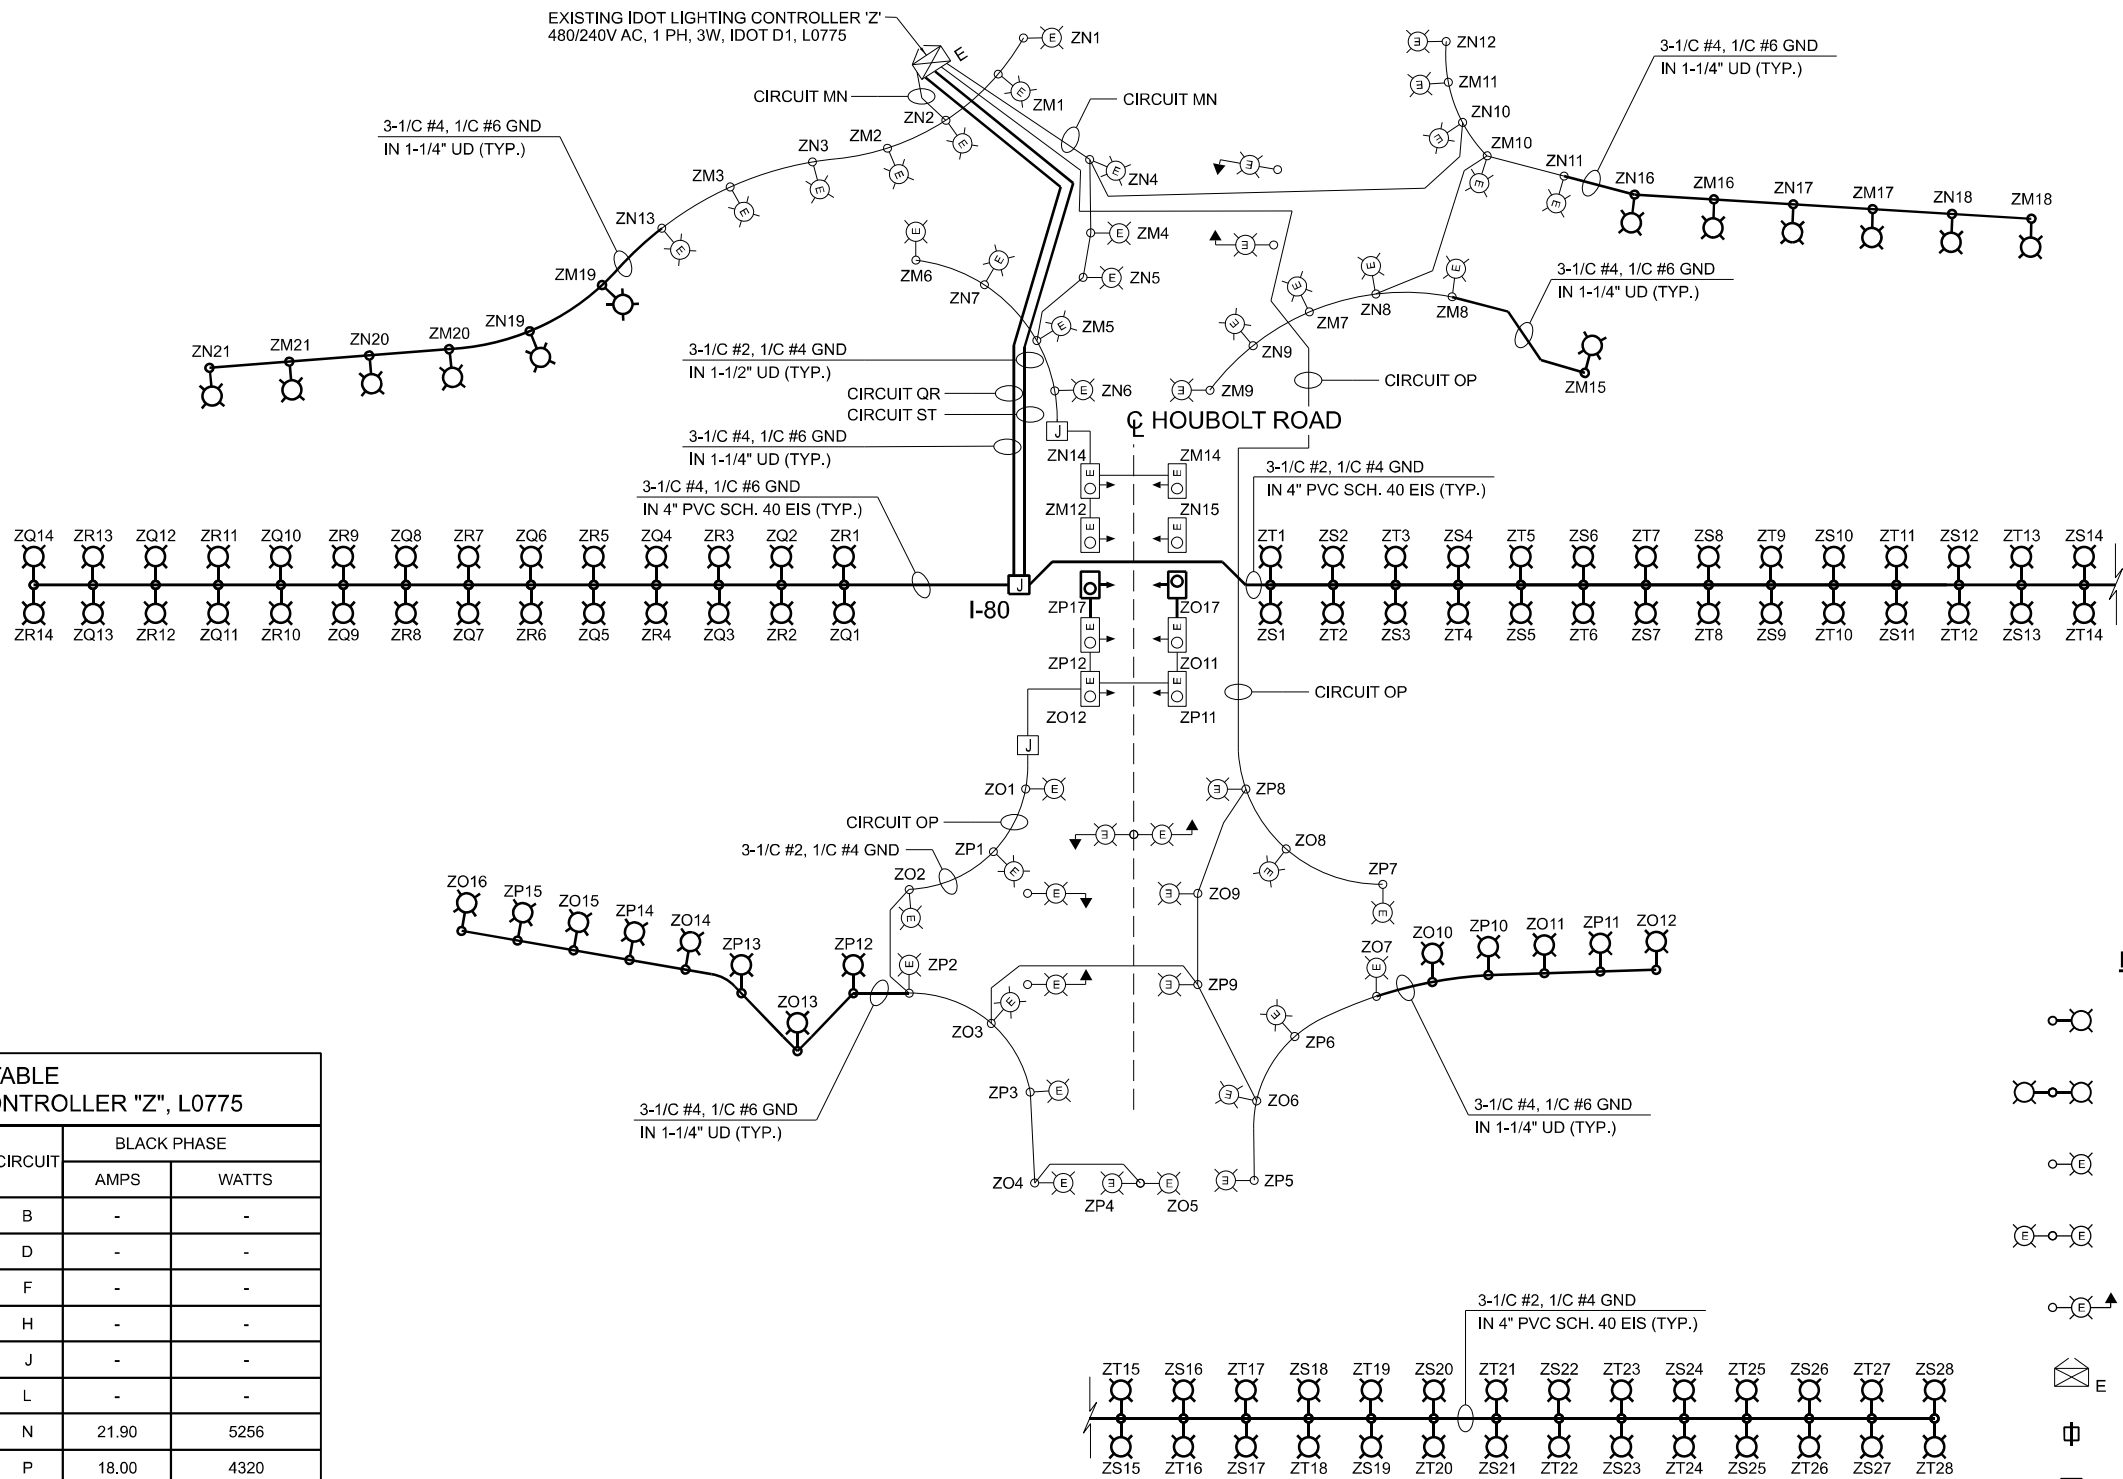 EXISTING IDOT LIGHTING CONTROLLER 'Z'
480/240V AC, 1 PH, 3W, IDOT D1, L0775
E
E ZN1
E ZM1
CIRCUIT MN
ZN2 E
CIRCUIT MN
E ZN4
3-1/C #4, 1/C #6 GND
IN 1-1/4" UD (TYP.)
ZM2 E
ZN3 E
ZM3 E
ZN13 E
ZM19
ZN19
ZM20
ZN20
ZM21
ZN21
E ZN12
E ZM11
E ZN10
E ZM10
E ZN11
3-1/C #4, 1/C #6 GND
IN 1-1/4" UD (TYP.)
ZN16 ZM16 ZN17 ZM17 ZN18 ZM18
E
E
E ZM4
E ZN5
E ZM6
E ZN7
E ZM5
E ZN6
E ZM7
E ZN8
E ZM8
E ZN9
E ZM9
3-1/C #4, 1/C #6 GND
IN 1-1/4" UD (TYP.)
ZM15
3-1/C #2, 1/C #4 GND
IN 1-1/2" UD (TYP.)
CIRCUIT QR
CIRCUIT ST
3-1/C #4, 1/C #6 GND
IN 1-1/4" UD (TYP.)
CIRCUIT OP
J
℄ HOUBOLT ROAD
ZN14 E E ZM14
ZM12 E E ZN15
3-1/C #4, 1/C #6 GND
IN 4" PVC SCH. 40 EIS (TYP.)
3-1/C #2, 1/C #4 GND
IN 4" PVC SCH. 40 EIS (TYP.)
ZQ14 ZR13 ZQ12 ZR11 ZQ10 ZR9 ZQ8 ZR7 ZQ6 ZR5 ZQ4 ZR3 ZQ2 ZR1
ZT1 ZS2 ZT3 ZS4 ZT5 ZS6 ZT7 ZS8 ZT9 ZS10 ZT11 ZS12 ZT13 ZS14
J
I-80
ZR14 ZQ13 ZR12 ZQ11 ZR10 ZQ9 ZR8 ZQ7 ZR6 ZQ5 ZR4 ZQ3 ZR2 ZQ1
ZS1 ZT2 ZS3 ZT4 ZS5 ZT6 ZS7 ZT8 ZS9 ZT10 ZS11 ZT12 ZS13 ZT14
ZP17 ZO17
E E
ZP12 ZO11
E E
ZO12 ZP11
CIRCUIT OP
J
ZO1 E
CIRCUIT OP
3-1/C #2, 1/C #4 GND
ZP1 E
ZO2 E
E E
E
E
E ZP8
ZO8 E
ZP7 E
E ZO9
E ZP9
ZO16 ZP15 ZO15 ZP14 ZO14 ZP13 ZO13 ZP12
E ZP2
ZO3 E
ZP3 E
ZO4 E
E E
ZP4 ZO5
E ZP5
E ZO6
E ZP6
ZO7 E
ZO10 ZP10 ZO11 ZP11 ZO12
3-1/C #4, 1/C #6 GND
IN 1-1/4" UD (TYP.)
3-1/C #4, 1/C #6 GND
IN 1-1/4" UD (TYP.)
CONTROLLER "Z", L0775
CIRCUIT BLACK PHASE
AMPS WATTS
B - -
D - -
F - -
H - -
J - -
L - -
N 21.90 5256
P 18.00 4320
3-1/C #2, 1/C #4 GND
IN 4" PVC SCH. 40 EIS (TYP.)
ZT15 ZS16 ZT17 ZS18 ZT19 ZS20 ZT21 ZS22 ZT23 ZS24 ZT25 ZS26 ZT27 ZS28
ZS15 ZT16 ZS17 ZT18 ZS19 ZT20 ZS21 ZT22 ZS23 ZT24 ZS25 ZT26 ZS27 ZT28
E
E E
E
E